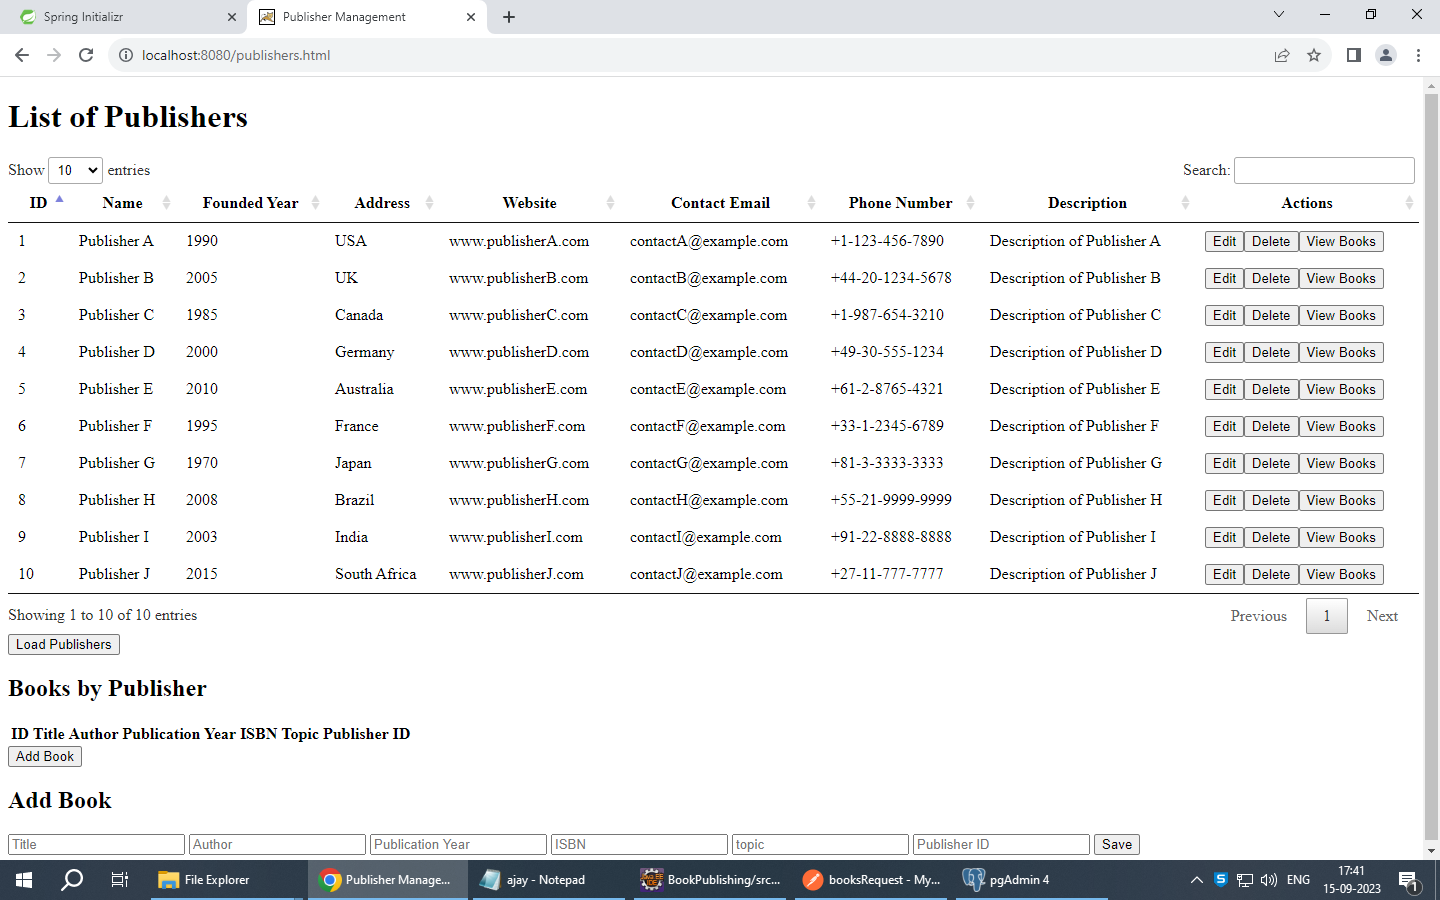 Spring Initializr
Publisher Management
localhost:8080/publishers.html
List of Publishers
Show 10 entries
Search:
ID Name Founded Year Address Website Contact Email Phone Number Description Actions
1 Publisher A 1990 USA www.publisherA.com contactA@example.com +1-123-456-7890 Description of Publisher A Edit Delete View Books
2 Publisher B 2005 UK www.publisherB.com contactB@example.com +44-20-1234-5678 Description of Publisher B Edit Delete View Books
3 Publisher C 1985 Canada www.publisherC.com contactC@example.com +1-987-654-3210 Description of Publisher C Edit Delete View Books
4 Publisher D 2000 Germany www.publisherD.com contactD@example.com +49-30-555-1234 Description of Publisher D Edit Delete View Books
5 Publisher E 2010 Australia www.publisherE.com contactE@example.com +61-2-8765-4321 Description of Publisher E Edit Delete View Books
6 Publisher F 1995 France www.publisherF.com contactF@example.com +33-1-2345-6789 Description of Publisher F Edit Delete View Books
7 Publisher G 1970 Japan www.publisherG.com contactG@example.com +81-3-3333-3333 Description of Publisher G Edit Delete View Books
8 Publisher H 2008 Brazil www.publisherH.com contactH@example.com +55-21-9999-9999 Description of Publisher H Edit Delete View Books
9 Publisher I 2003 India www.publisherI.com contactI@example.com +91-22-8888-8888 Description of Publisher I Edit Delete View Books
10 Publisher J 2015 South Africa www.publisherJ.com contactJ@example.com +27-11-777-7777 Description of Publisher J Edit Delete View Books
Showing 1 to 10 of 10 entries
Previous 1 Next
Load Publishers
Books by Publisher
ID Title Author Publication Year ISBN Topic Publisher ID
Add Book
Add Book
Title Author Publication Year ISBN topic Publisher ID Save
File Explorer
Publisher Manage...
ajay - Notepad
BookPublishing/src...
booksRequest - My...
pgAdmin 4
ENG
17:41
15-09-2023
1